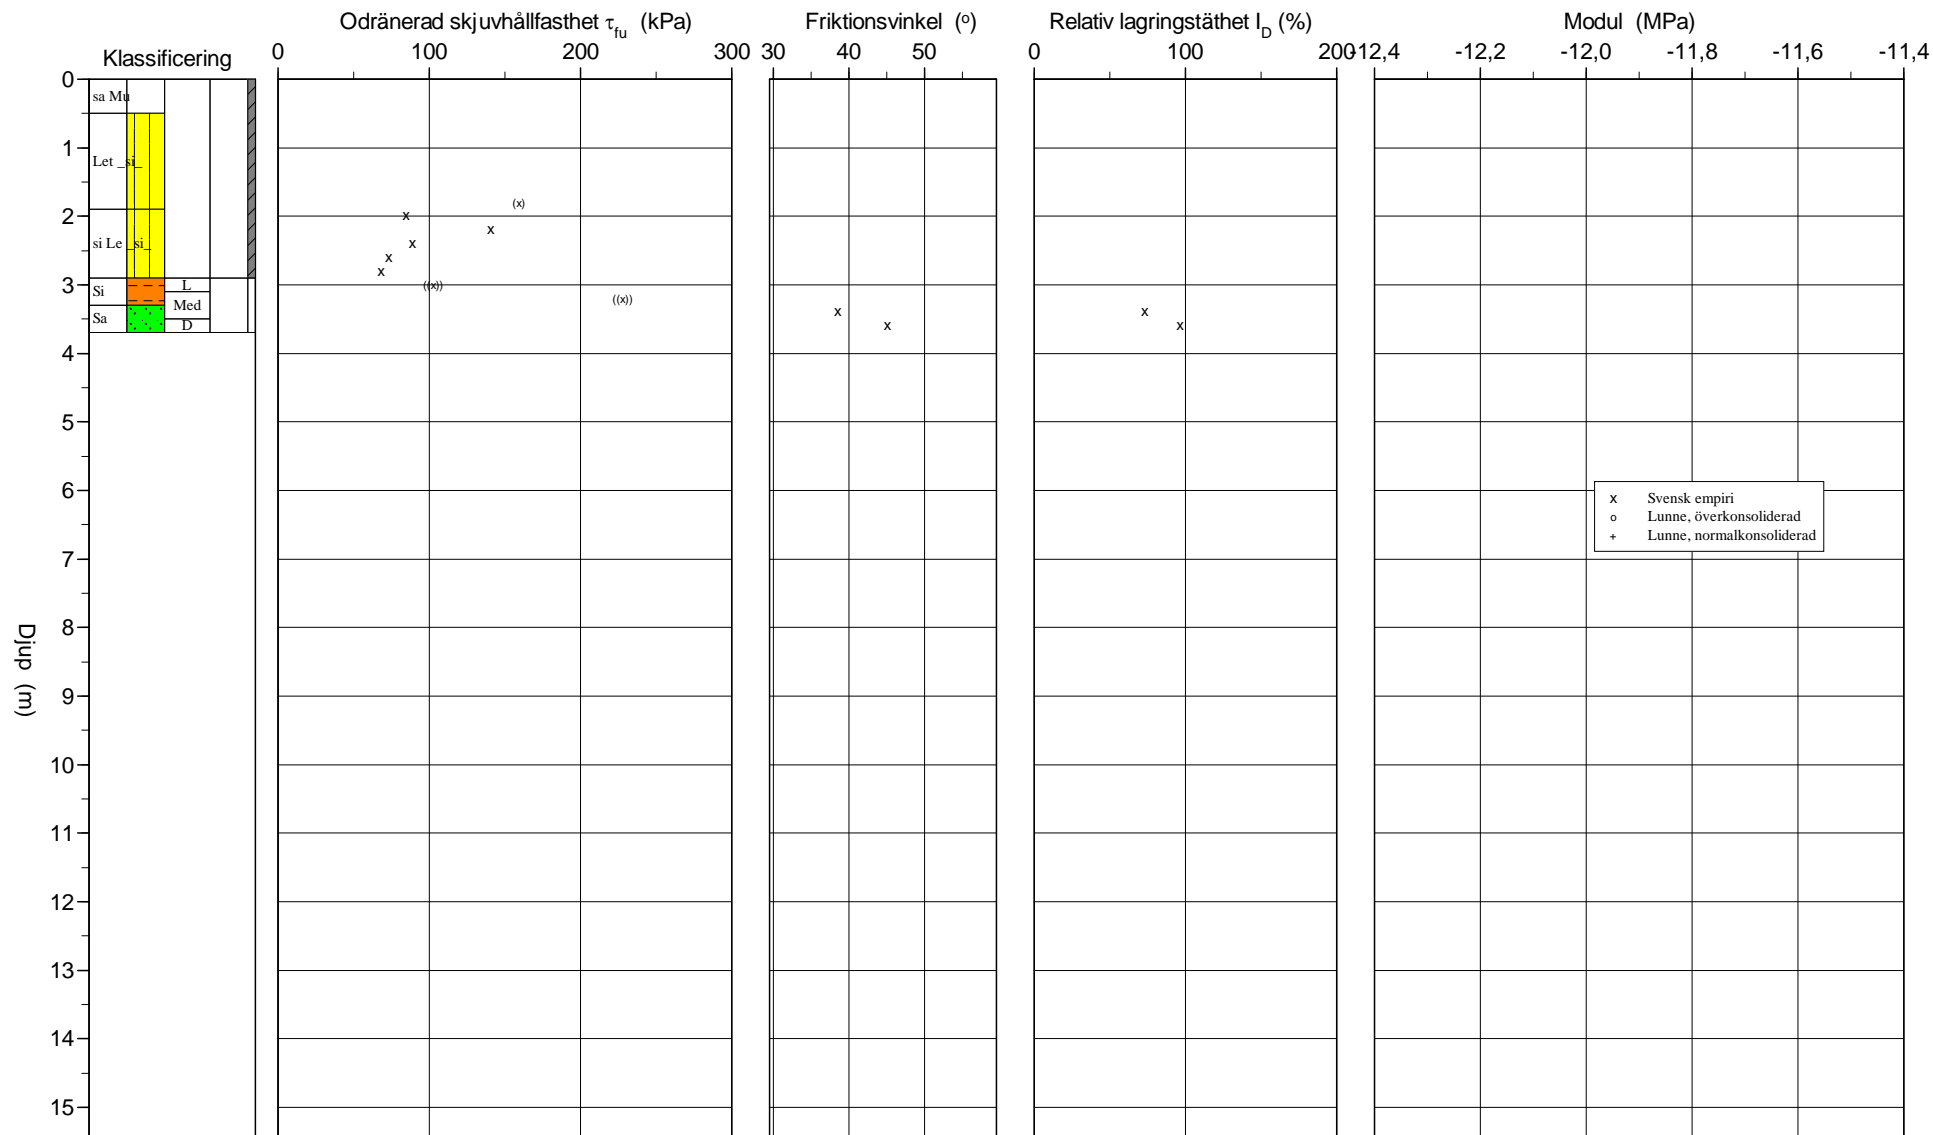 Odränerad skjuvhållfasthet τfu (kPa)
Friktionsvinkel (o)
Relativ lagringstäthet ID (%)
Modul (MPa)
Klassificering
0 100 200 300
30 40 50
0 100 200
-12,4 -12,2 -12,0 -11,8 -11,6 -11,4
0
sa Mu
1
Let _si_
(x)
2
x
x
si Le _si_
x
x
x
3
Si
L
((x))
Med
((x))
Sa
x
x
D
x
x
4
5
6
x Svensk empiri
o Lunne, överkonsoliderad
+ Lunne, normalkonsoliderad
7
8
Djup (m)
9
10
11
12
13
14
15